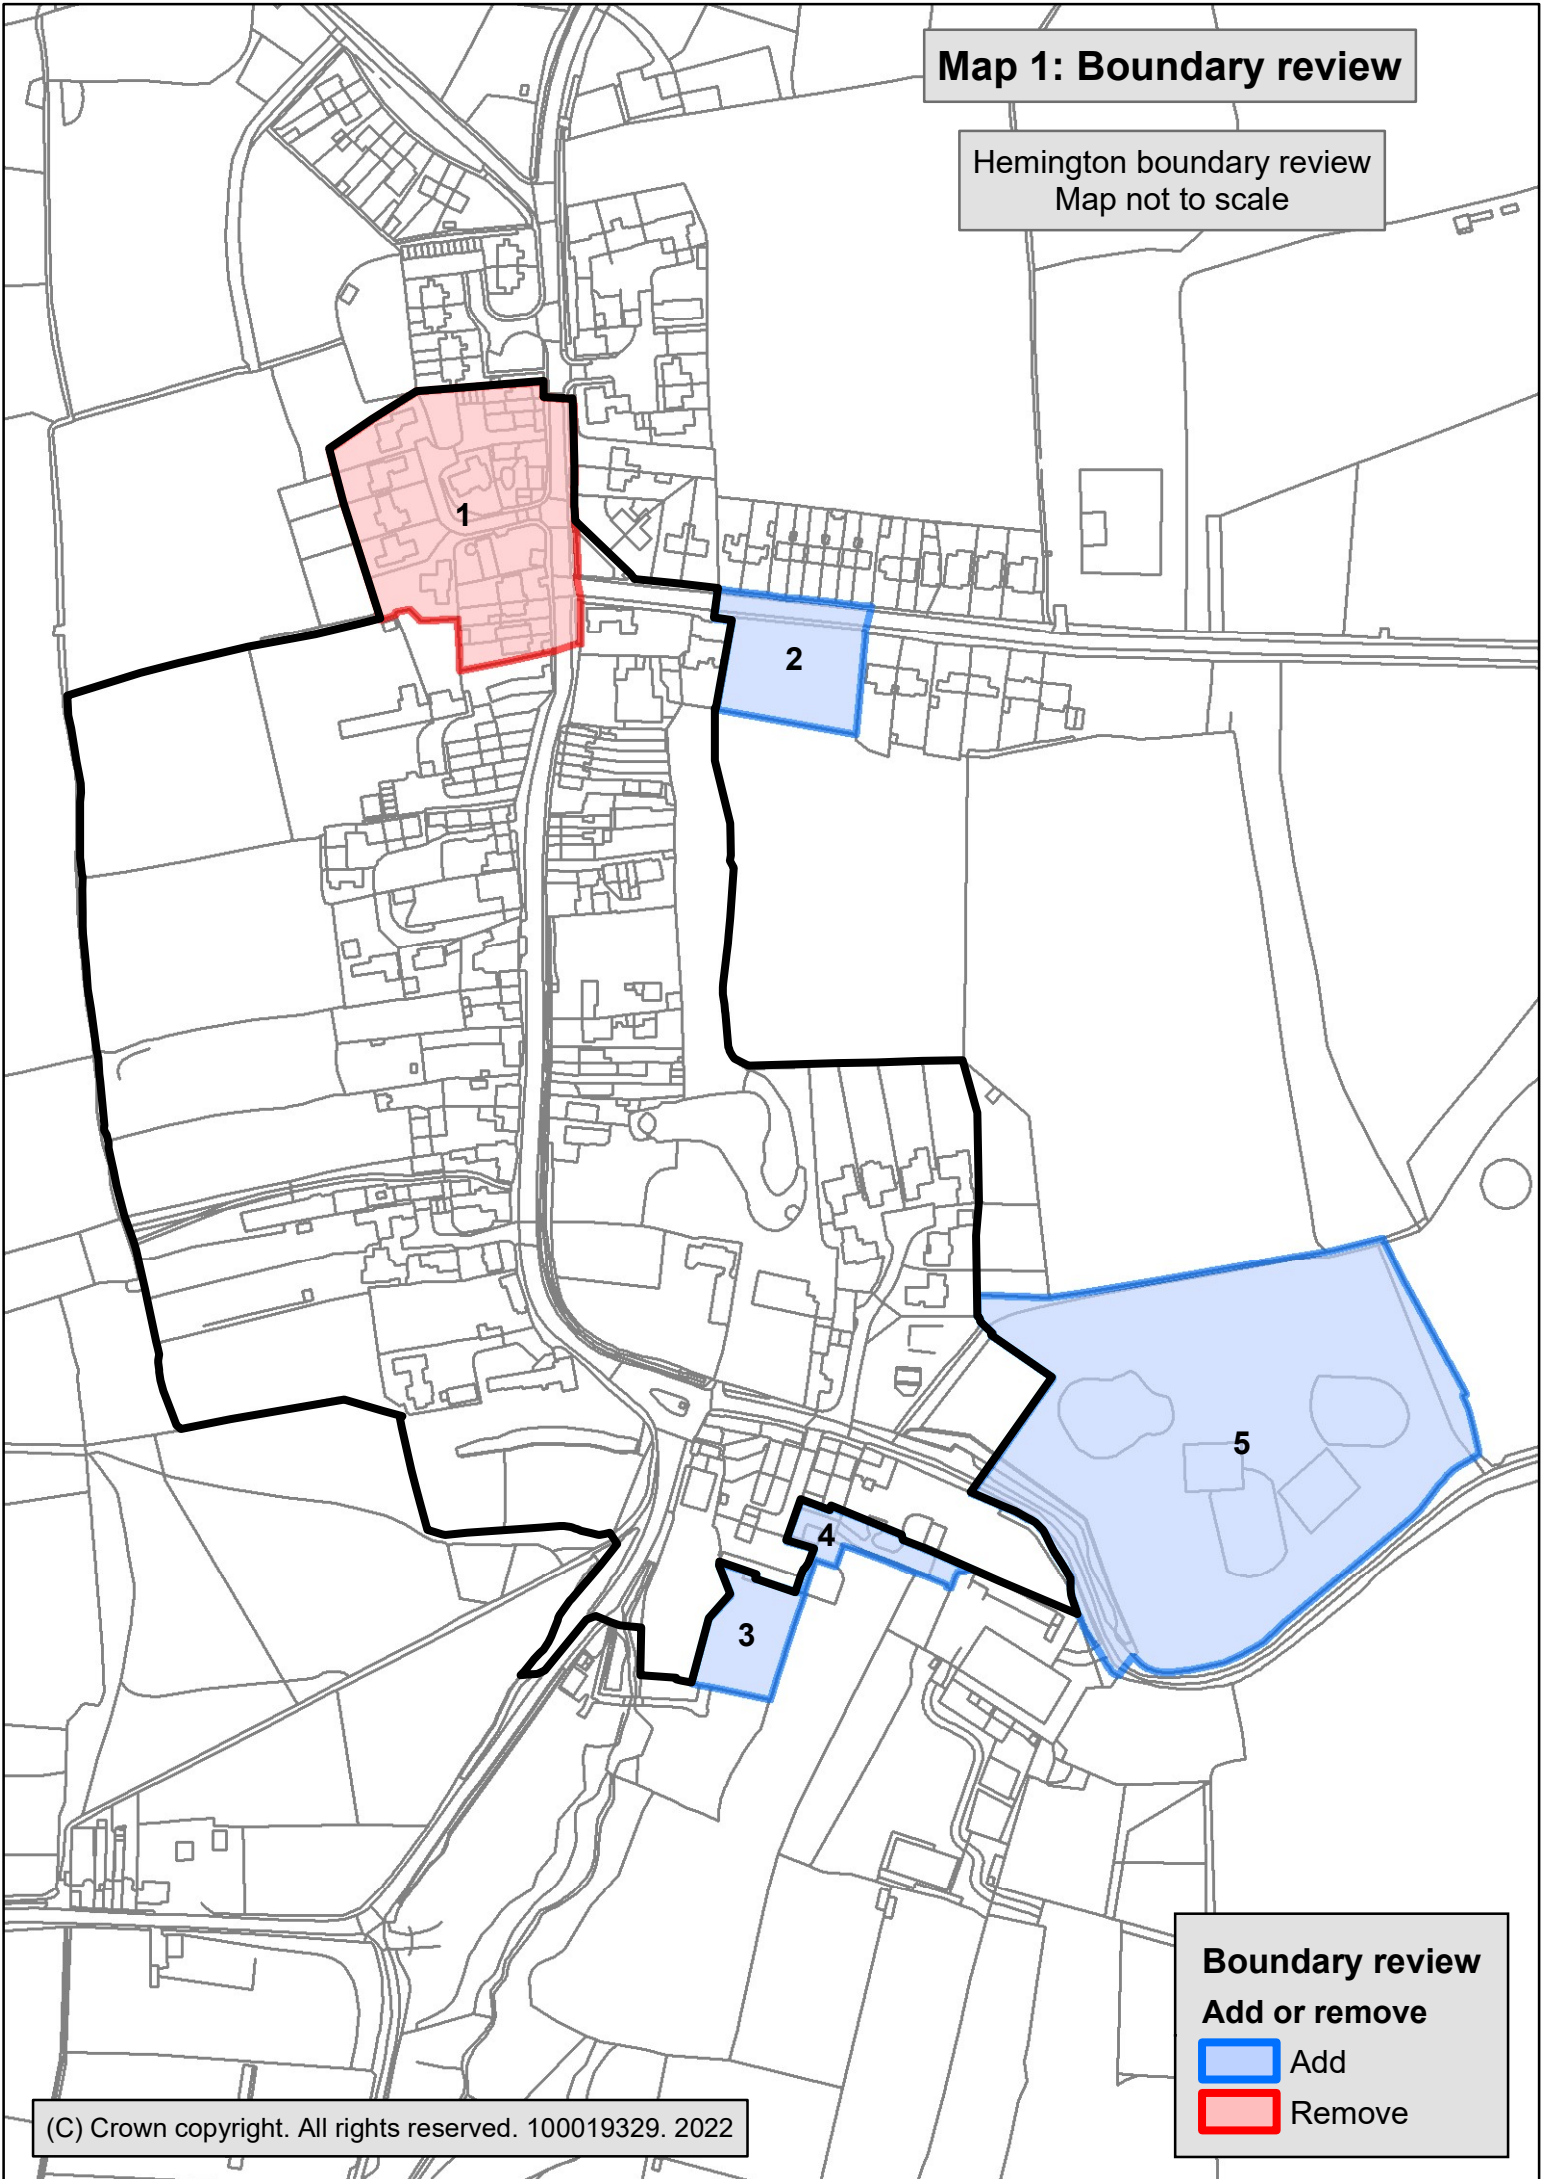 Map 1: Boundary review
Hemington boundary review
Map not to scale
1
2
5
4
3
Boundary review
Add or remove
Add
Remove
(C) Crown copyright. All rights reserved. 100019329. 2022